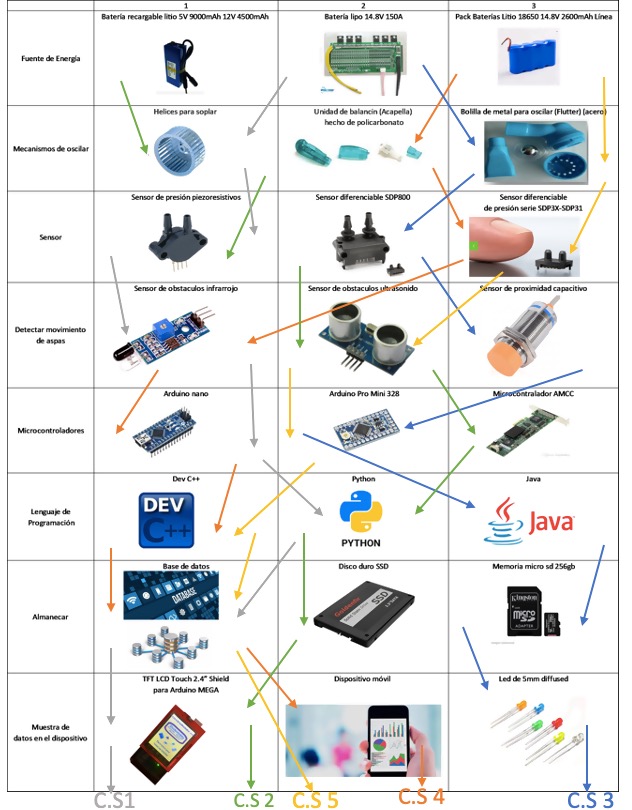 1
2
3
Fuente de Energía
Batería recargable litio 5V 9000mAh 12V 4500mAh
Batería lipo 14.8V 150A
Pack Baterías Litio 18650 14.8V 2600mAh Línea
Mecanismos de oscilar
Helices para soplar
Unidad de balancin (Acapella)
hecho de policarbonato
Bolilla de metal para oscilar (Flutter) (acero)
Sensor
Sensor de presión piezoresistivos
Sensor diferenciable SDP800
Sensor diferenciable
de presión serie SDP3X-SDP31
Detectar movimiento
de aspas
Sensor de obstaculos infrarrojo
Sensor de obstaculos ultrasonido
Sensor de proximidad capacitivo
Microcontroladores
Arduino nano
Arduino Pro Mini 328
Microcontralador AMCC
Lenguaje de
Programación
Dev C++
DEV
C++
Python
PYTHON
Java
Java
Almanecar
Base de datos
DATABASE
Disco duro SSD
SSD
Memoria micro sd 256gb
Kingston
micro
SD
ADAPTER
Muestra de
datos en el dispositivo
TFT LCD Touch 2.4” Shield
para Arduino MEGA
Dispositivo móvil
Led de 5mm diffused
C.S1
C.S 2
C.S 5
C.S 4
C.S 3